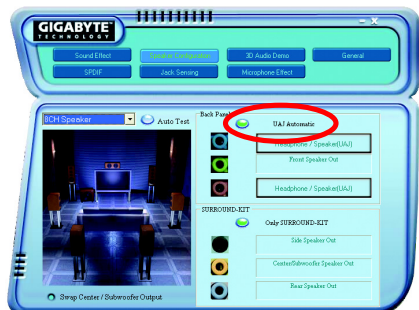 GIGABYTE™
TECHNOLOGY
- X
Sound Effect
Speaker Configuration
3D Audio Demo
General
SPDIF
Jack Sensing
Microphone Effect
8CH Speaker
Auto Test
Back Panel
UAJ Automatic
Headphone / Speaker(UAJ)
Front Speaker Out
Headphone / Speaker(UAJ)
SURROUND-KIT
Only SURROUND-KIT
Side Speaker Out
Center/Subwoofer Speaker Out
Rear Speaker Out
Swap Center / Subwoofer Output